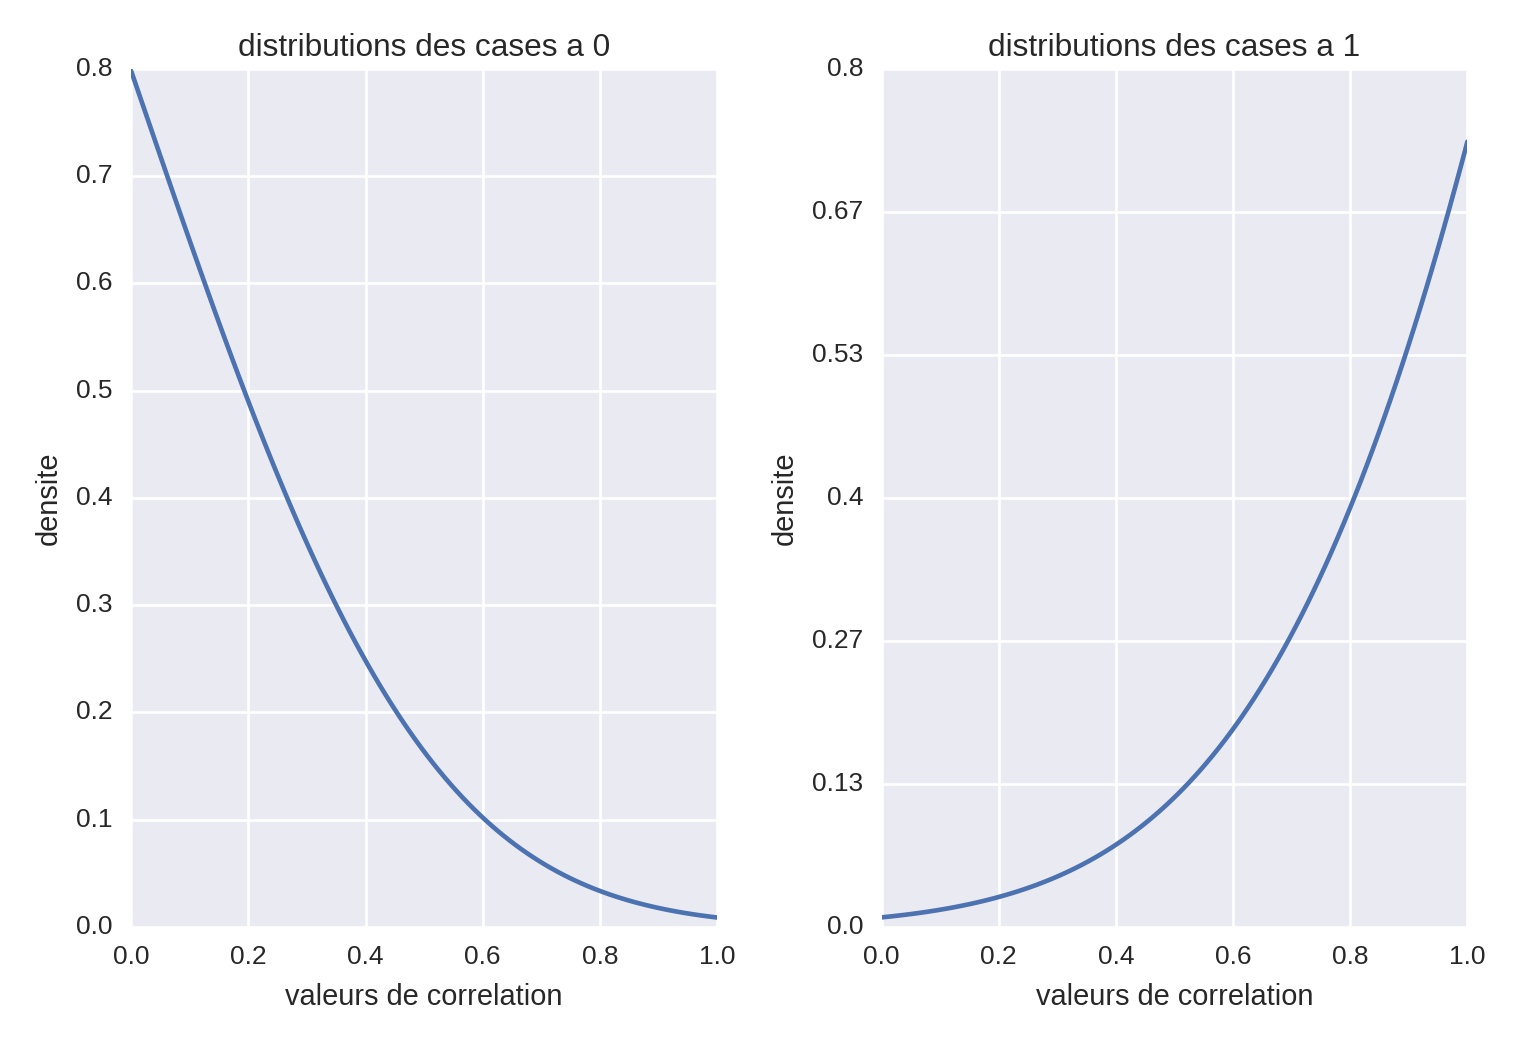 distributions des cases a 0
0.8
0.7
0.6
0.5
0.4
0.3
0.2
0.1
0.0
densite
0.0 0.2 0.4 0.6 0.8 1.0
valeurs de correlation
distributions des cases a 1
0.8
0.67
0.53
0.4
0.27
0.13
0.0
densite
0.0 0.2 0.4 0.6 0.8 1.0
valeurs de correlation